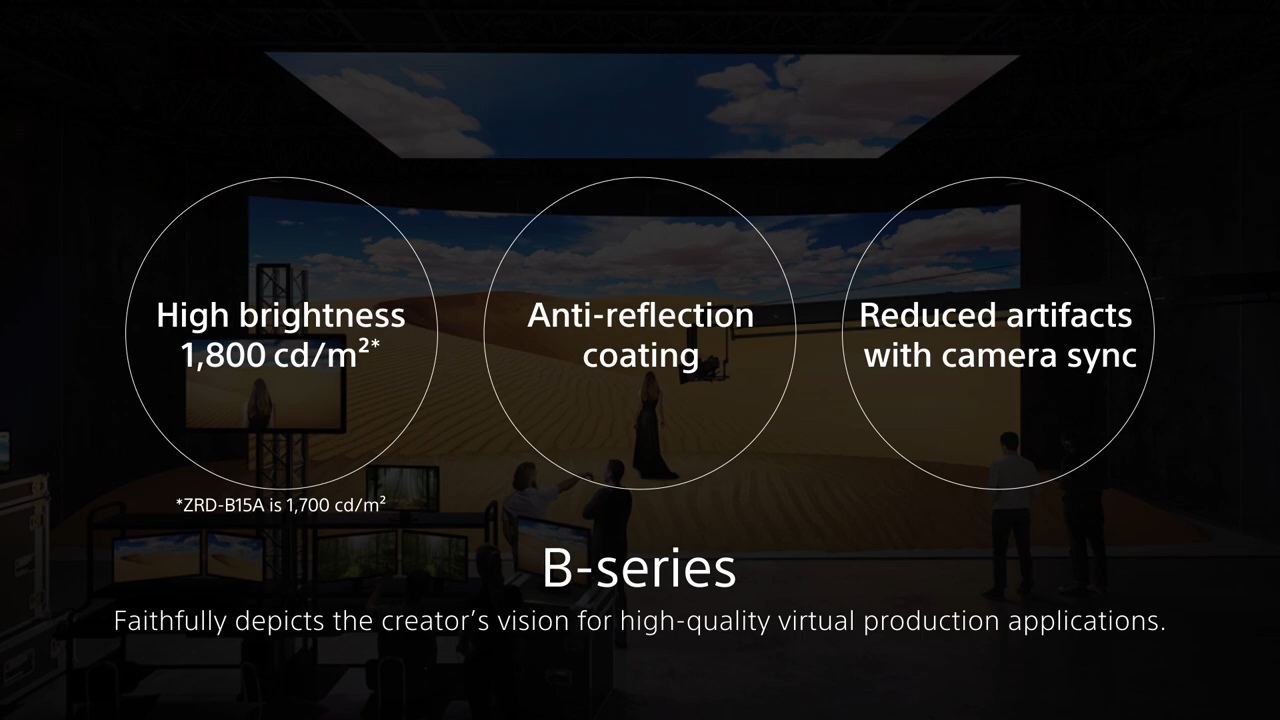 High brightness
1,800 cd/m²*
Anti-reflection
coating
Reduced artifacts
with camera sync
*ZRD-B15A is 1,700 cd/m²
B-series
Faithfully depicts the creator’s vision for high-quality virtual production applications.